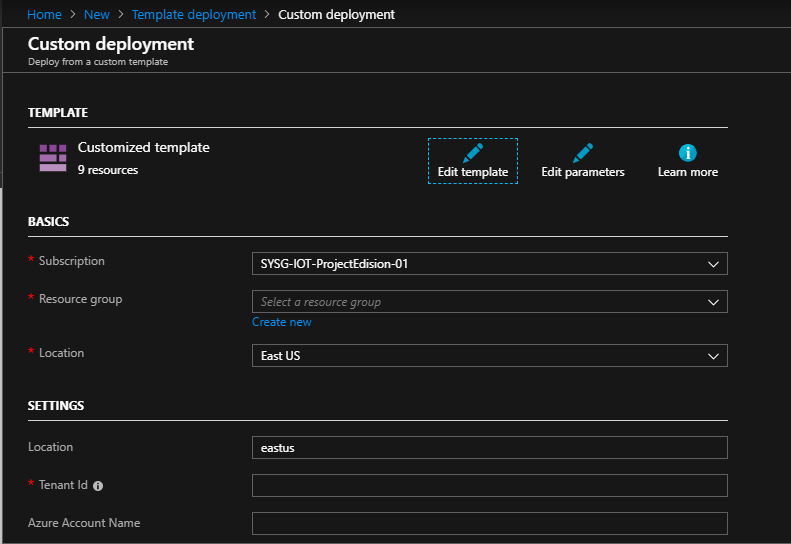 Home > New > Template deployment > Custom deployment
Custom deployment
Deploy from a custom template
TEMPLATE
Customized template
9 resources
Edit template
Edit parameters
Learn more
BASICS
* Subscription
SYSG-IOT-ProjectEdision-01
* Resource group
Select a resource group
Create new
* Location
East US
SETTINGS
Location
eastus
* Tenant Id
Azure Account Name